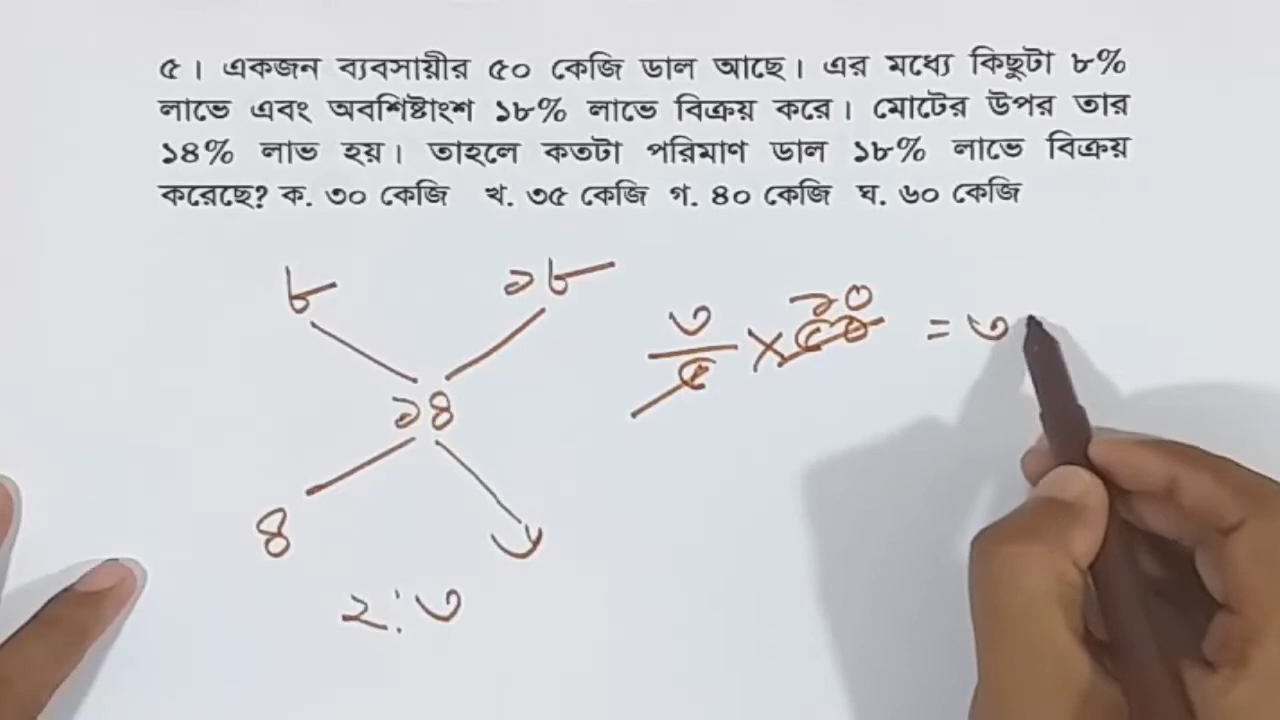 ৫। একজন ব্যবসায়ীর ৫০ কেজি ডাল আছে। এর মধ্যে কিছুটা ৮%
লাভে এবং অবশিষ্টাংশ ১৮% লাভে বিক্রয় করে। মোটের উপর তার
১৪% লাভ হয়। তাহলে কতটা পরিমাণ ডাল ১৮% লাভে বিক্রয়
করেছে? ক. ৩০ কেজি খ. ৩৫ কেজি গ. ৪০ কেজি ঘ. ৬০ কেজি
৮ ১৮
১৪
৪ ৬
২:৩
১০
৩/৫ × ৫০ = ৩